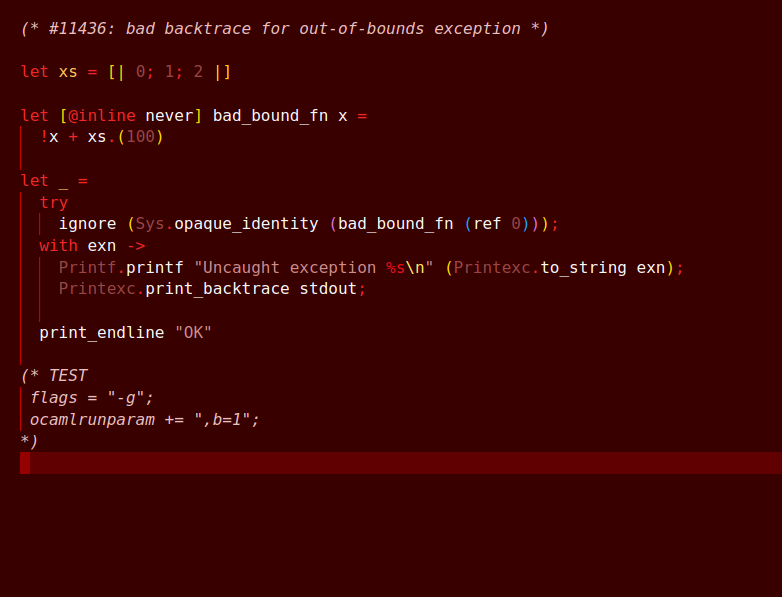 (* #11436: bad backtrace for out-of-bounds exception *)
let xs = [| 0; 1; 2 |]
let [@inline never] bad_bound_fn x =
  !x + xs.(100)
let _ =
  try
    ignore (Sys.opaque_identity (bad_bound_fn (ref 0)));
  with exn ->
    Printf.printf "Uncaught exception %s\n" (Printexc.to_string exn);
    Printexc.print_backtrace stdout;
  print_endline "OK"
(* TEST
 flags = "-g";
 ocamlrunparam += ",b=1";
*)